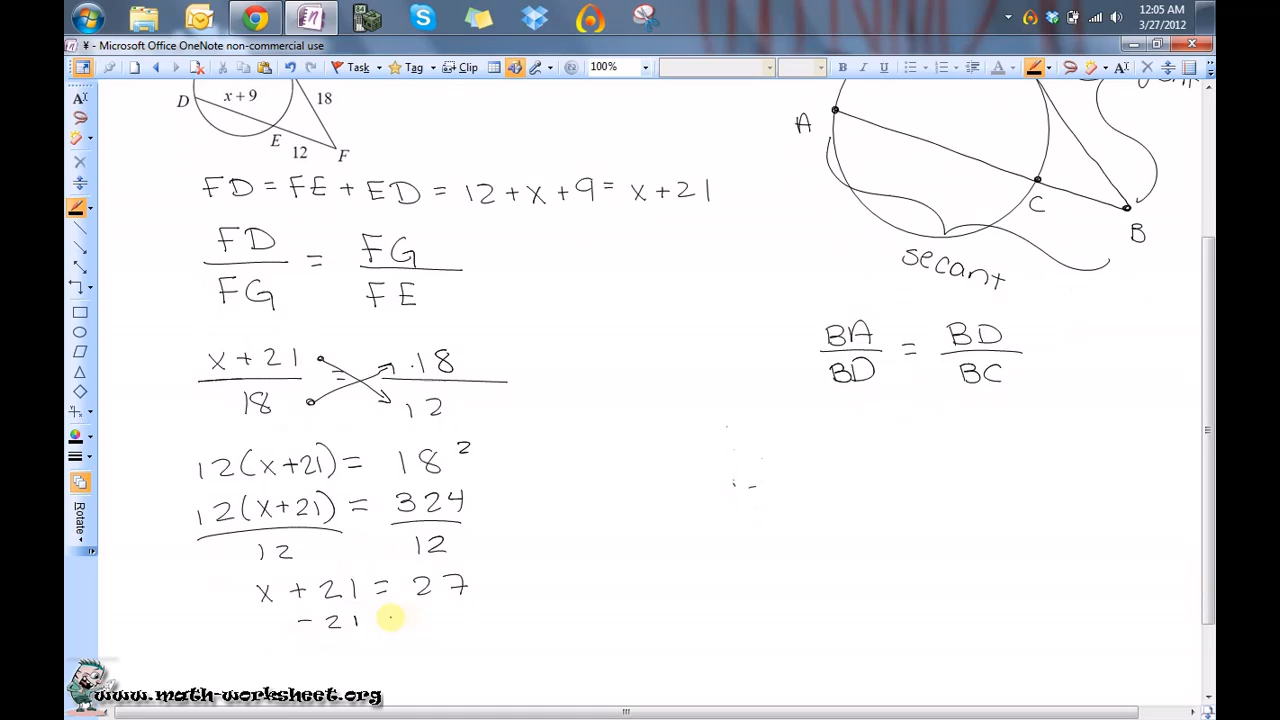 12:05 AM
3/27/2012
¥ - Microsoft Office OneNote non-commercial use
Task
Tag
Clip
100%
B I U
D
x + 9
18
E
12
F
A
C
B
secant
FD = FE + ED = 12 + x + 9 = x + 21
FD/FG = FG/FE
BA/BD = BD/BC
x + 21/18 = 18/12
12(x+21) = 18²
12(x+21)/12 = 324/12
x + 21 = 27
- 21
Rotate
www.math-worksheet.org